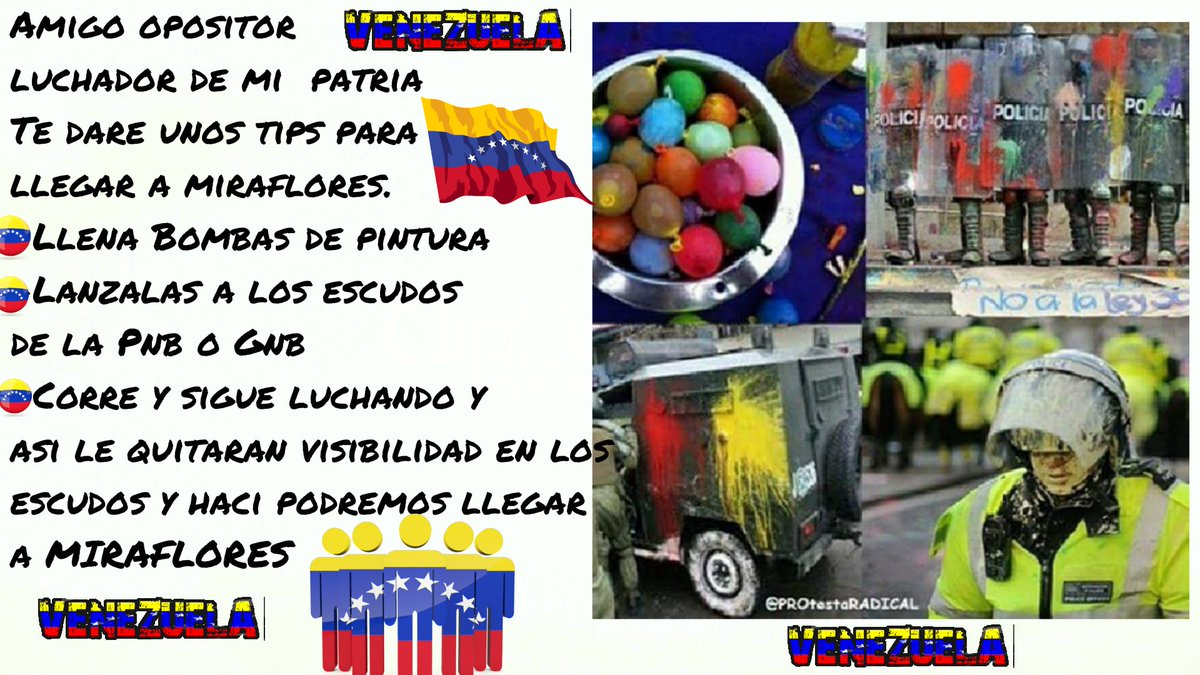 Amigo opositor
VENEZUELA
luchador de mi patria
Te dare unos tips para
llegar a miraflores.
Llena Bombas de pintura
Lanzalas a los escudos
de la Pnb o Gnb
Corre y sigue luchando y
asi le quitaran visibilidad en los
escudos y haci podremos llegar
a MIRAFLORES
VENEZUELA
POLICIA
POLICIA
POLICIA
POLICIA
POLICIA
No a la ley 30
@PROtestaRADICAL
VENEZUELA